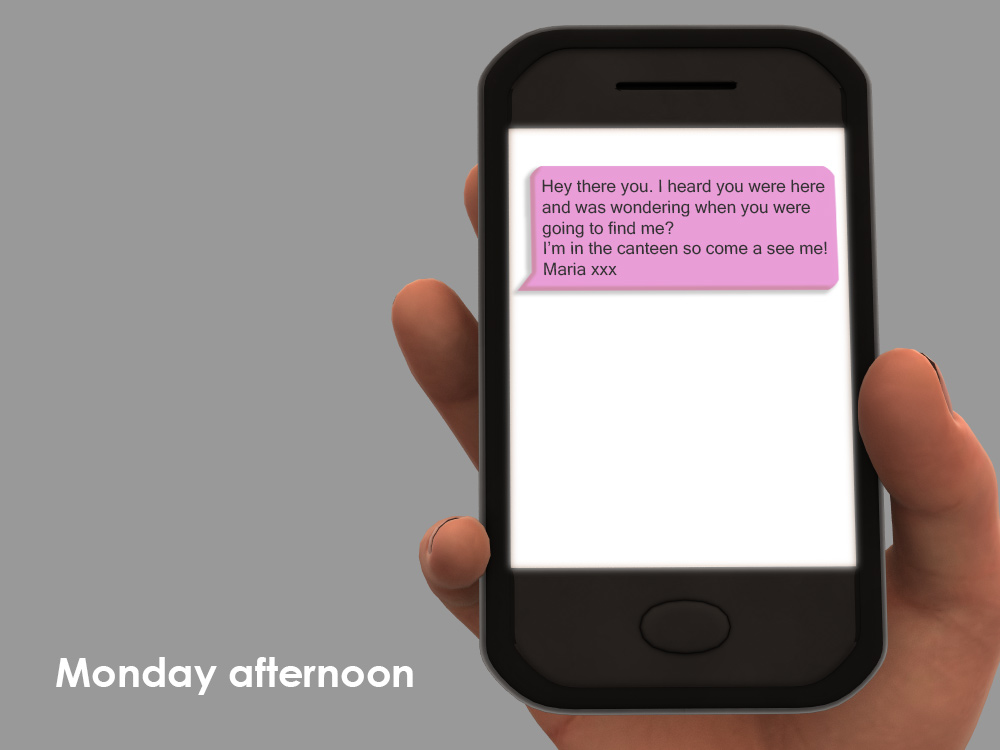 Hey there you. I heard you were here
and was wondering when you were
going to find me?
I'm in the canteen so come a see me!
Maria xxx
Monday afternoon